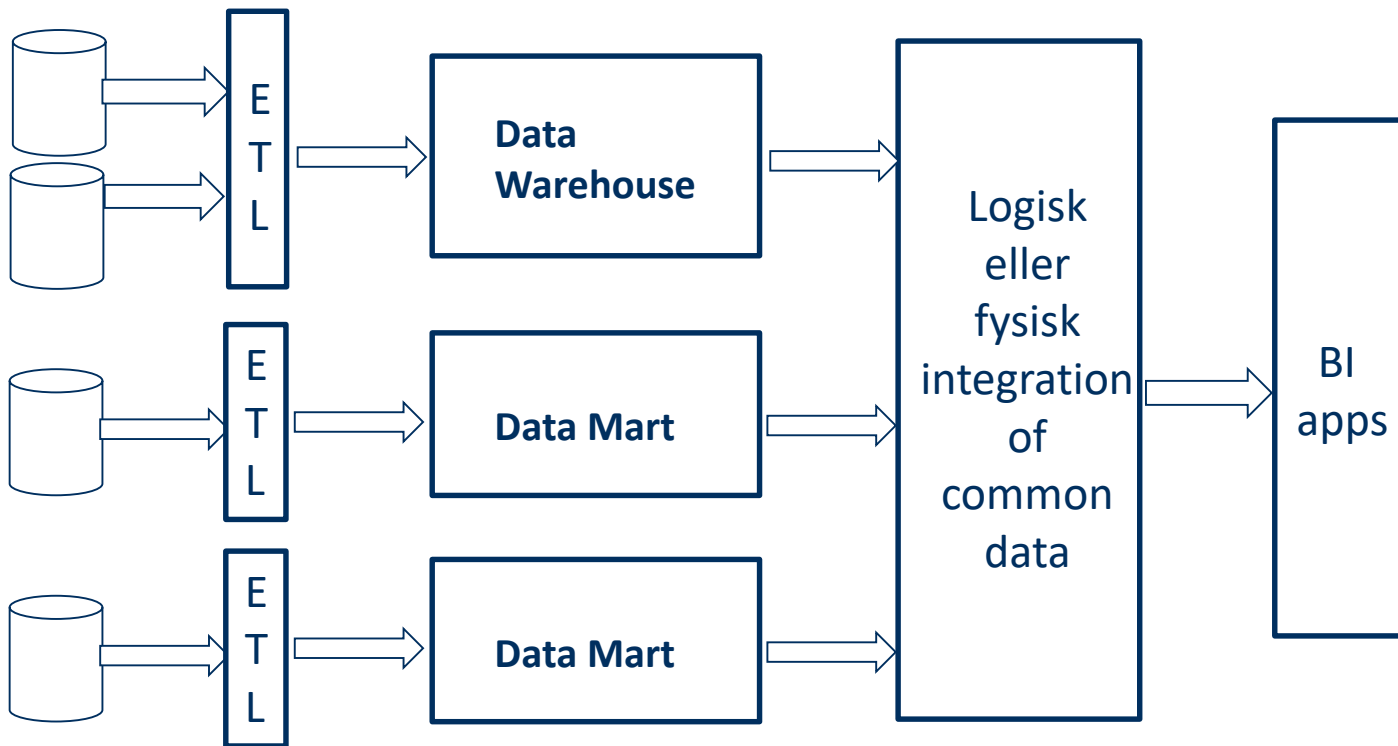 E
T
L
Data
Warehouse
E
T
L
Data Mart
E
T
L
Data Mart
Logisk
eller
fysisk
integration
of
common
data
BI
apps